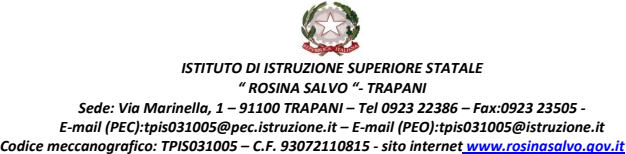 ISTITUTO DI ISTRUZIONE SUPERIORE STATALE
“ ROSINA SALVO “- TRAPANI
Sede: Via Marinella, 1 – 91100 TRAPANI – Tel 0923 22386 – Fax:0923 23505 -
E-mail (PEC):tpis031005@pec.istruzione.it – E-mail (PEO):tpis031005@istruzione.it
Codice meccanografico: TPIS031005 – C.F. 93072110815 - sito internet www.rosinasalvo.gov.it